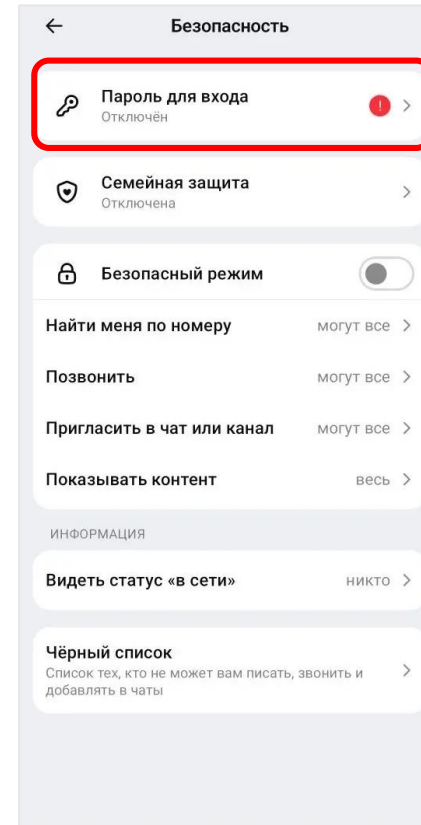 Безопасность
Пароль для входа
Отключён
Семейная защита
Отключена
Безопасный режим
Найти меня по номеру могут все
Позвонить могут все
Пригласить в чат или канал могут все
Показывать контент весь
ИНФОРМАЦИЯ
Видеть статус «в сети» никто
Чёрный список
Список тех, кто не может вам писать, звонить и
добавлять в чаты